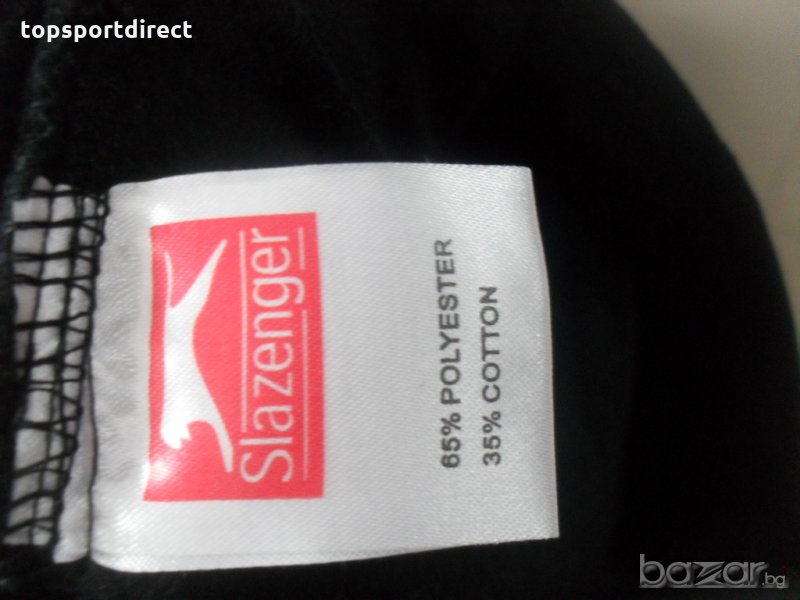 topsportdirect
Slazenger
65% POLYESTER
35% COTTON
bazar.bg